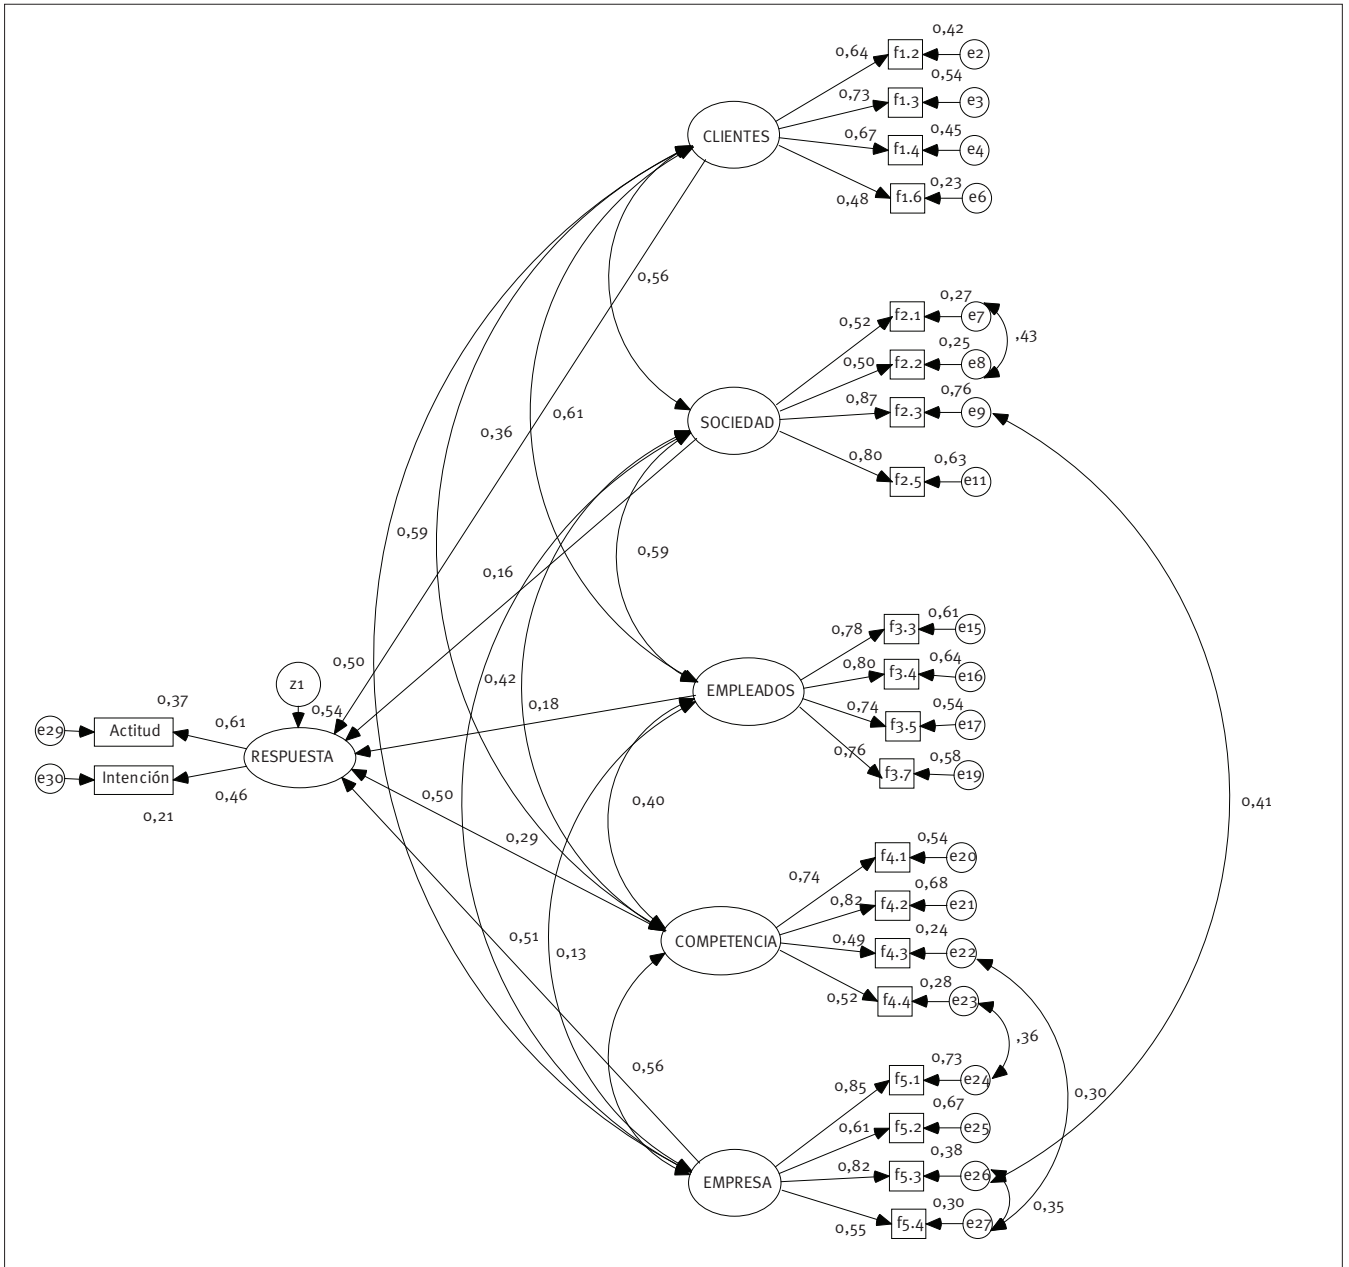 0,42
0,64 f1.2 e2
0,54
0,73 f1.3 e3
CLIENTES 0,67 0,45
f1.4 e4
0,23
0,48 f1.6 e6
0,56
0,27
0,52 f2.1 e7
,43
0,25
0,50 f2.2 e8
0,76
0,87 f2.3 e9
0,36 0,61 SOCIEDAD
0,80 0,63
f2.5 e11
0,59 0,59
0,16
0,61
0,78 f3.3 e15
0,50
0,80 0,64
f3.4 e16
z1 0,42 EMPLEADOS
0,37 0,54 0,18 0,74 0,54
0,61 f3.5 e17
e29 Actitud
RESPUESTA 0,76 0,58
e30 Intención f3.7 e19
0,46 0,50 0,40 0,41
0,21
0,29 0,54
f4.1 e20
0,74
0,68
0,82 f4.2 e21
0,24
0,51 COMPETENCIA 0,49
0,13 f4.3 e22
0,28
0,52 f4.4 e23
,36
0,56 0,73
0,85 f5.1 e24
0,30
0,67
0,61 f5.2 e25
0,38
0,82 f5.3 e26
EMPRESA
0,30 0,35
0,55 f5.4 e27